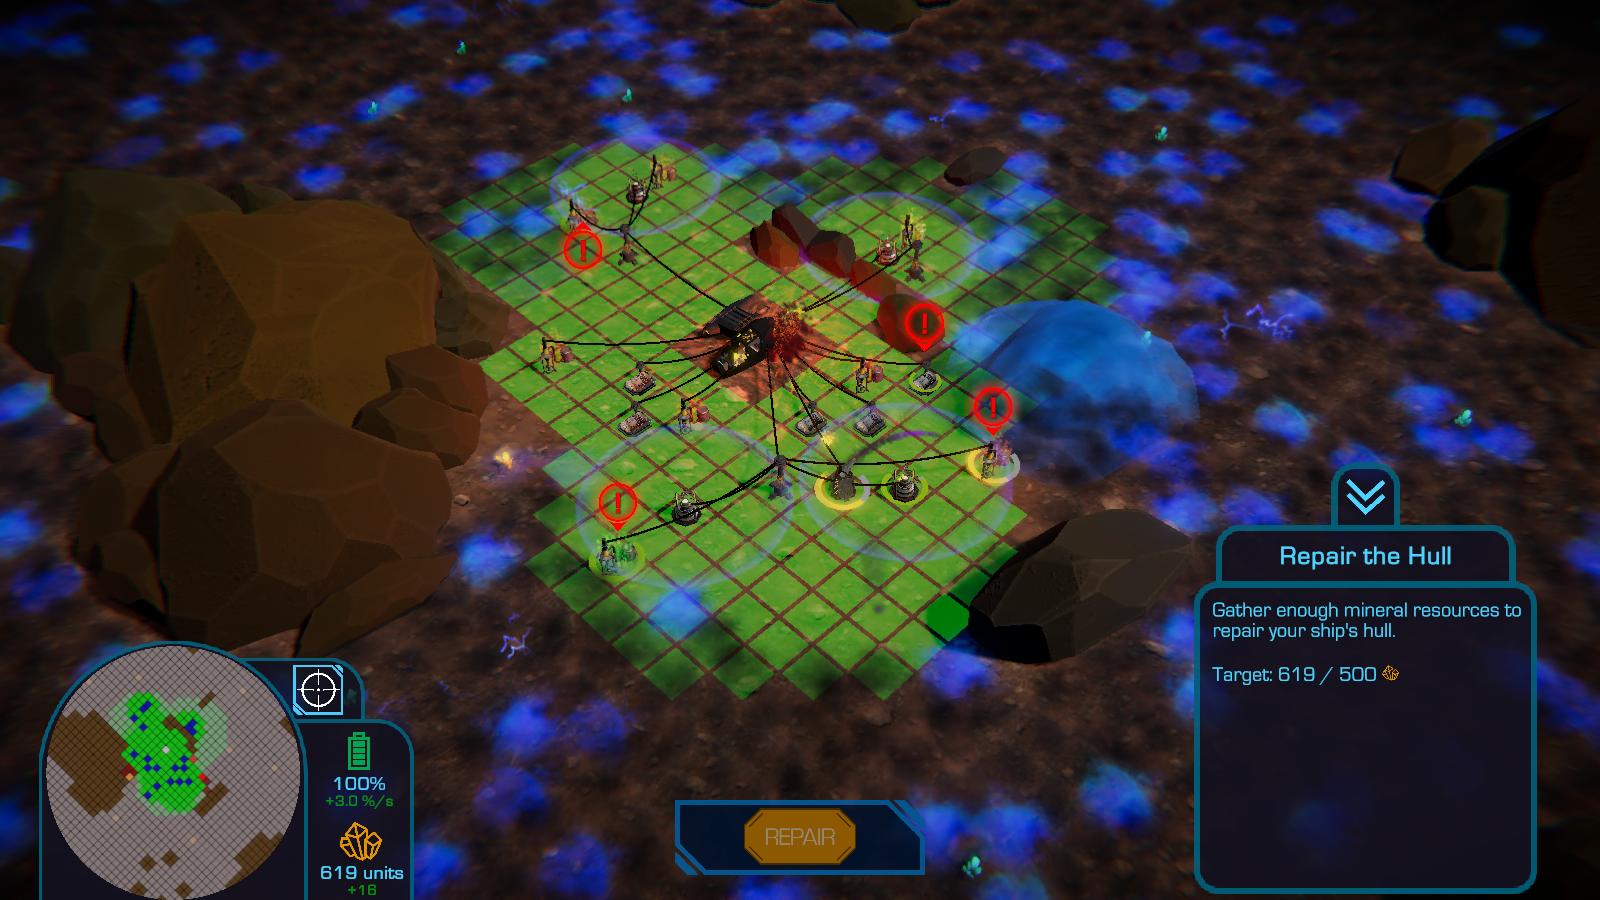 Repair the Hull
Gather enough mineral resources to
repair your ship's hull.
Target: 619 / 500
100%
+3.0 %/s
619 units
+16
REPAIR
!
!
!
!